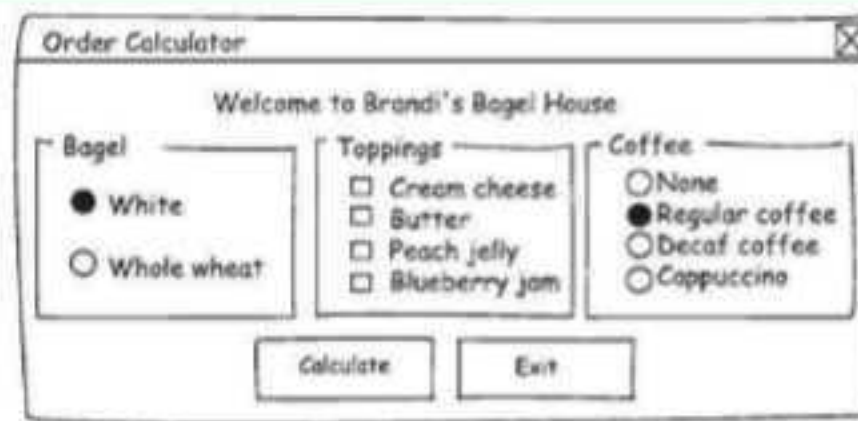 Order Calculator
Welcome to Brandi's Bagel House
Bagel
White
Whole wheat
Toppings
Cream cheese
Butter
Peach jelly
Blueberry jam
Coffee
None
Regular coffee
Decaf coffee
Cappuccino
Calculate
Exit